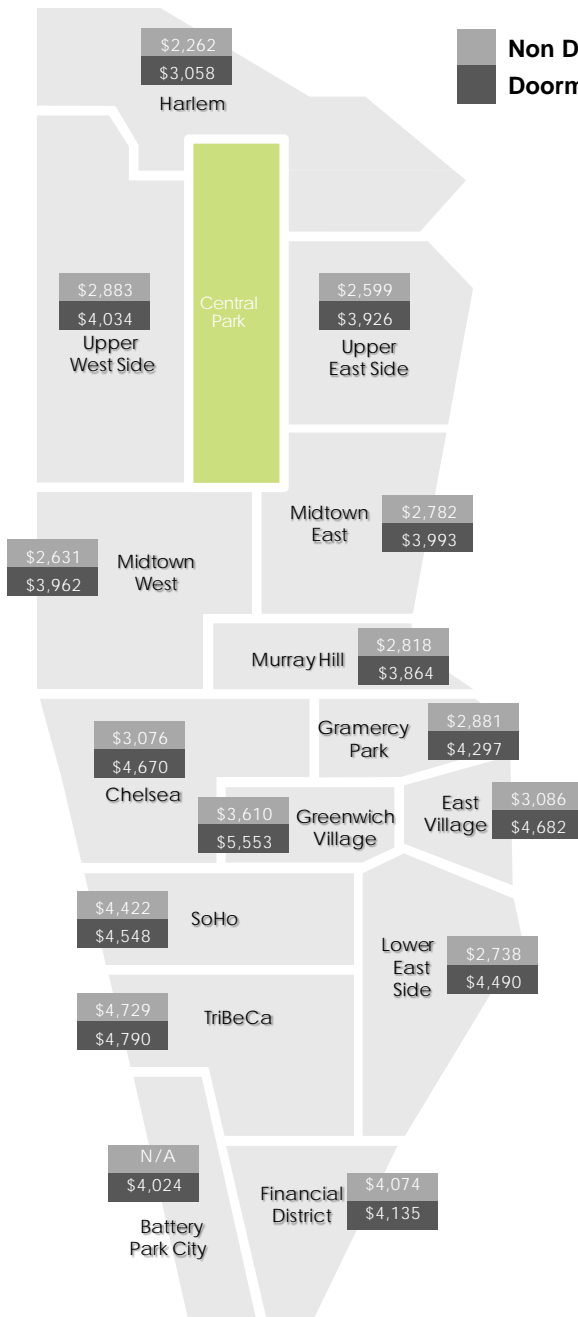 $2,262
$3,058
Harlem
Non D
Doorm
$2,883
$4,034
Upper
West Side
Central
Park
$2,599
$3,926
Upper
East Side
Midtown
East
$2,782
$3,993
$2,631
$3,962
Midtown
West
Murray Hill
$2,818
$3,864
Gramercy
Park
$2,881
$4,297
$3,076
$4,670
Chelsea
$3,610
$5,553
Greenwich
Village
East
Village
$3,086
$4,682
$4,422
$4,548
SoHo
Lower
East
Side
$2,738
$4,490
$4,729
$4,790
TriBeCa
N/A
$4,024
Battery
Park City
Financial
District
$4,074
$4,135